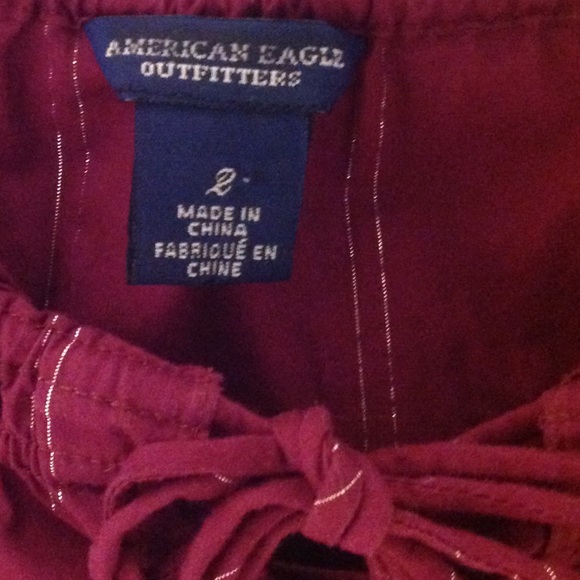 AMERICAN EAGLE
OUTFITTERS
2
MADE IN
CHINA
FABRIQUÉ EN
CHINE